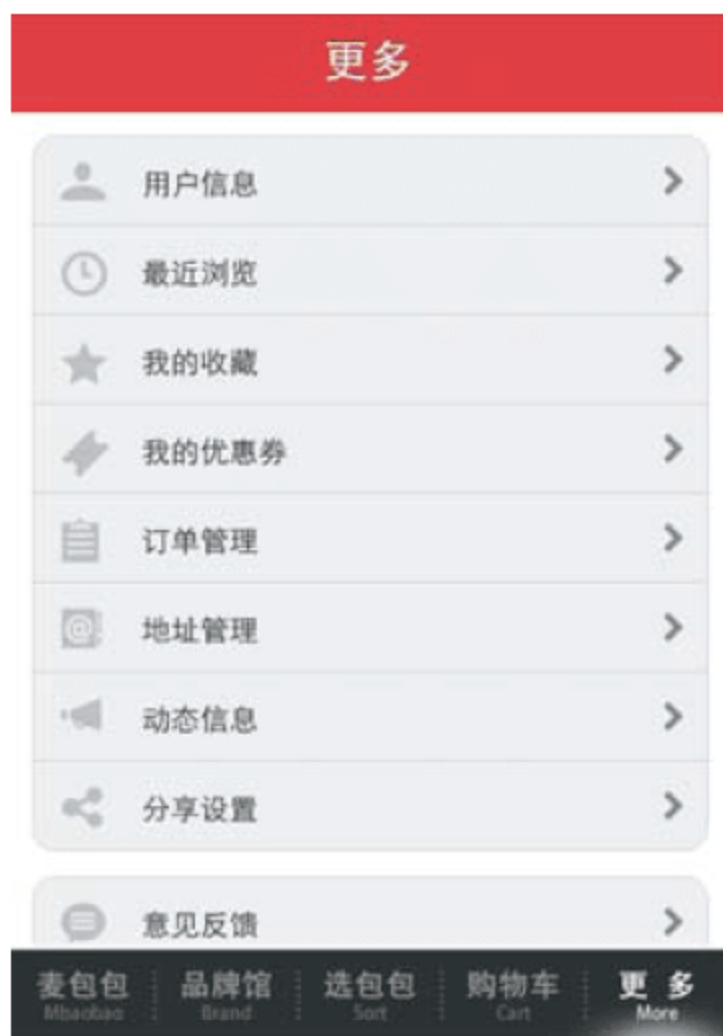 更多
用户信息
最近浏览
我的收藏
我的优惠券
订单管理
地址管理
动态信息
分享设置
意见反馈
麦包包 品牌馆 选包包 购物车 更 多
Mbaobao Brand Sort Cart More